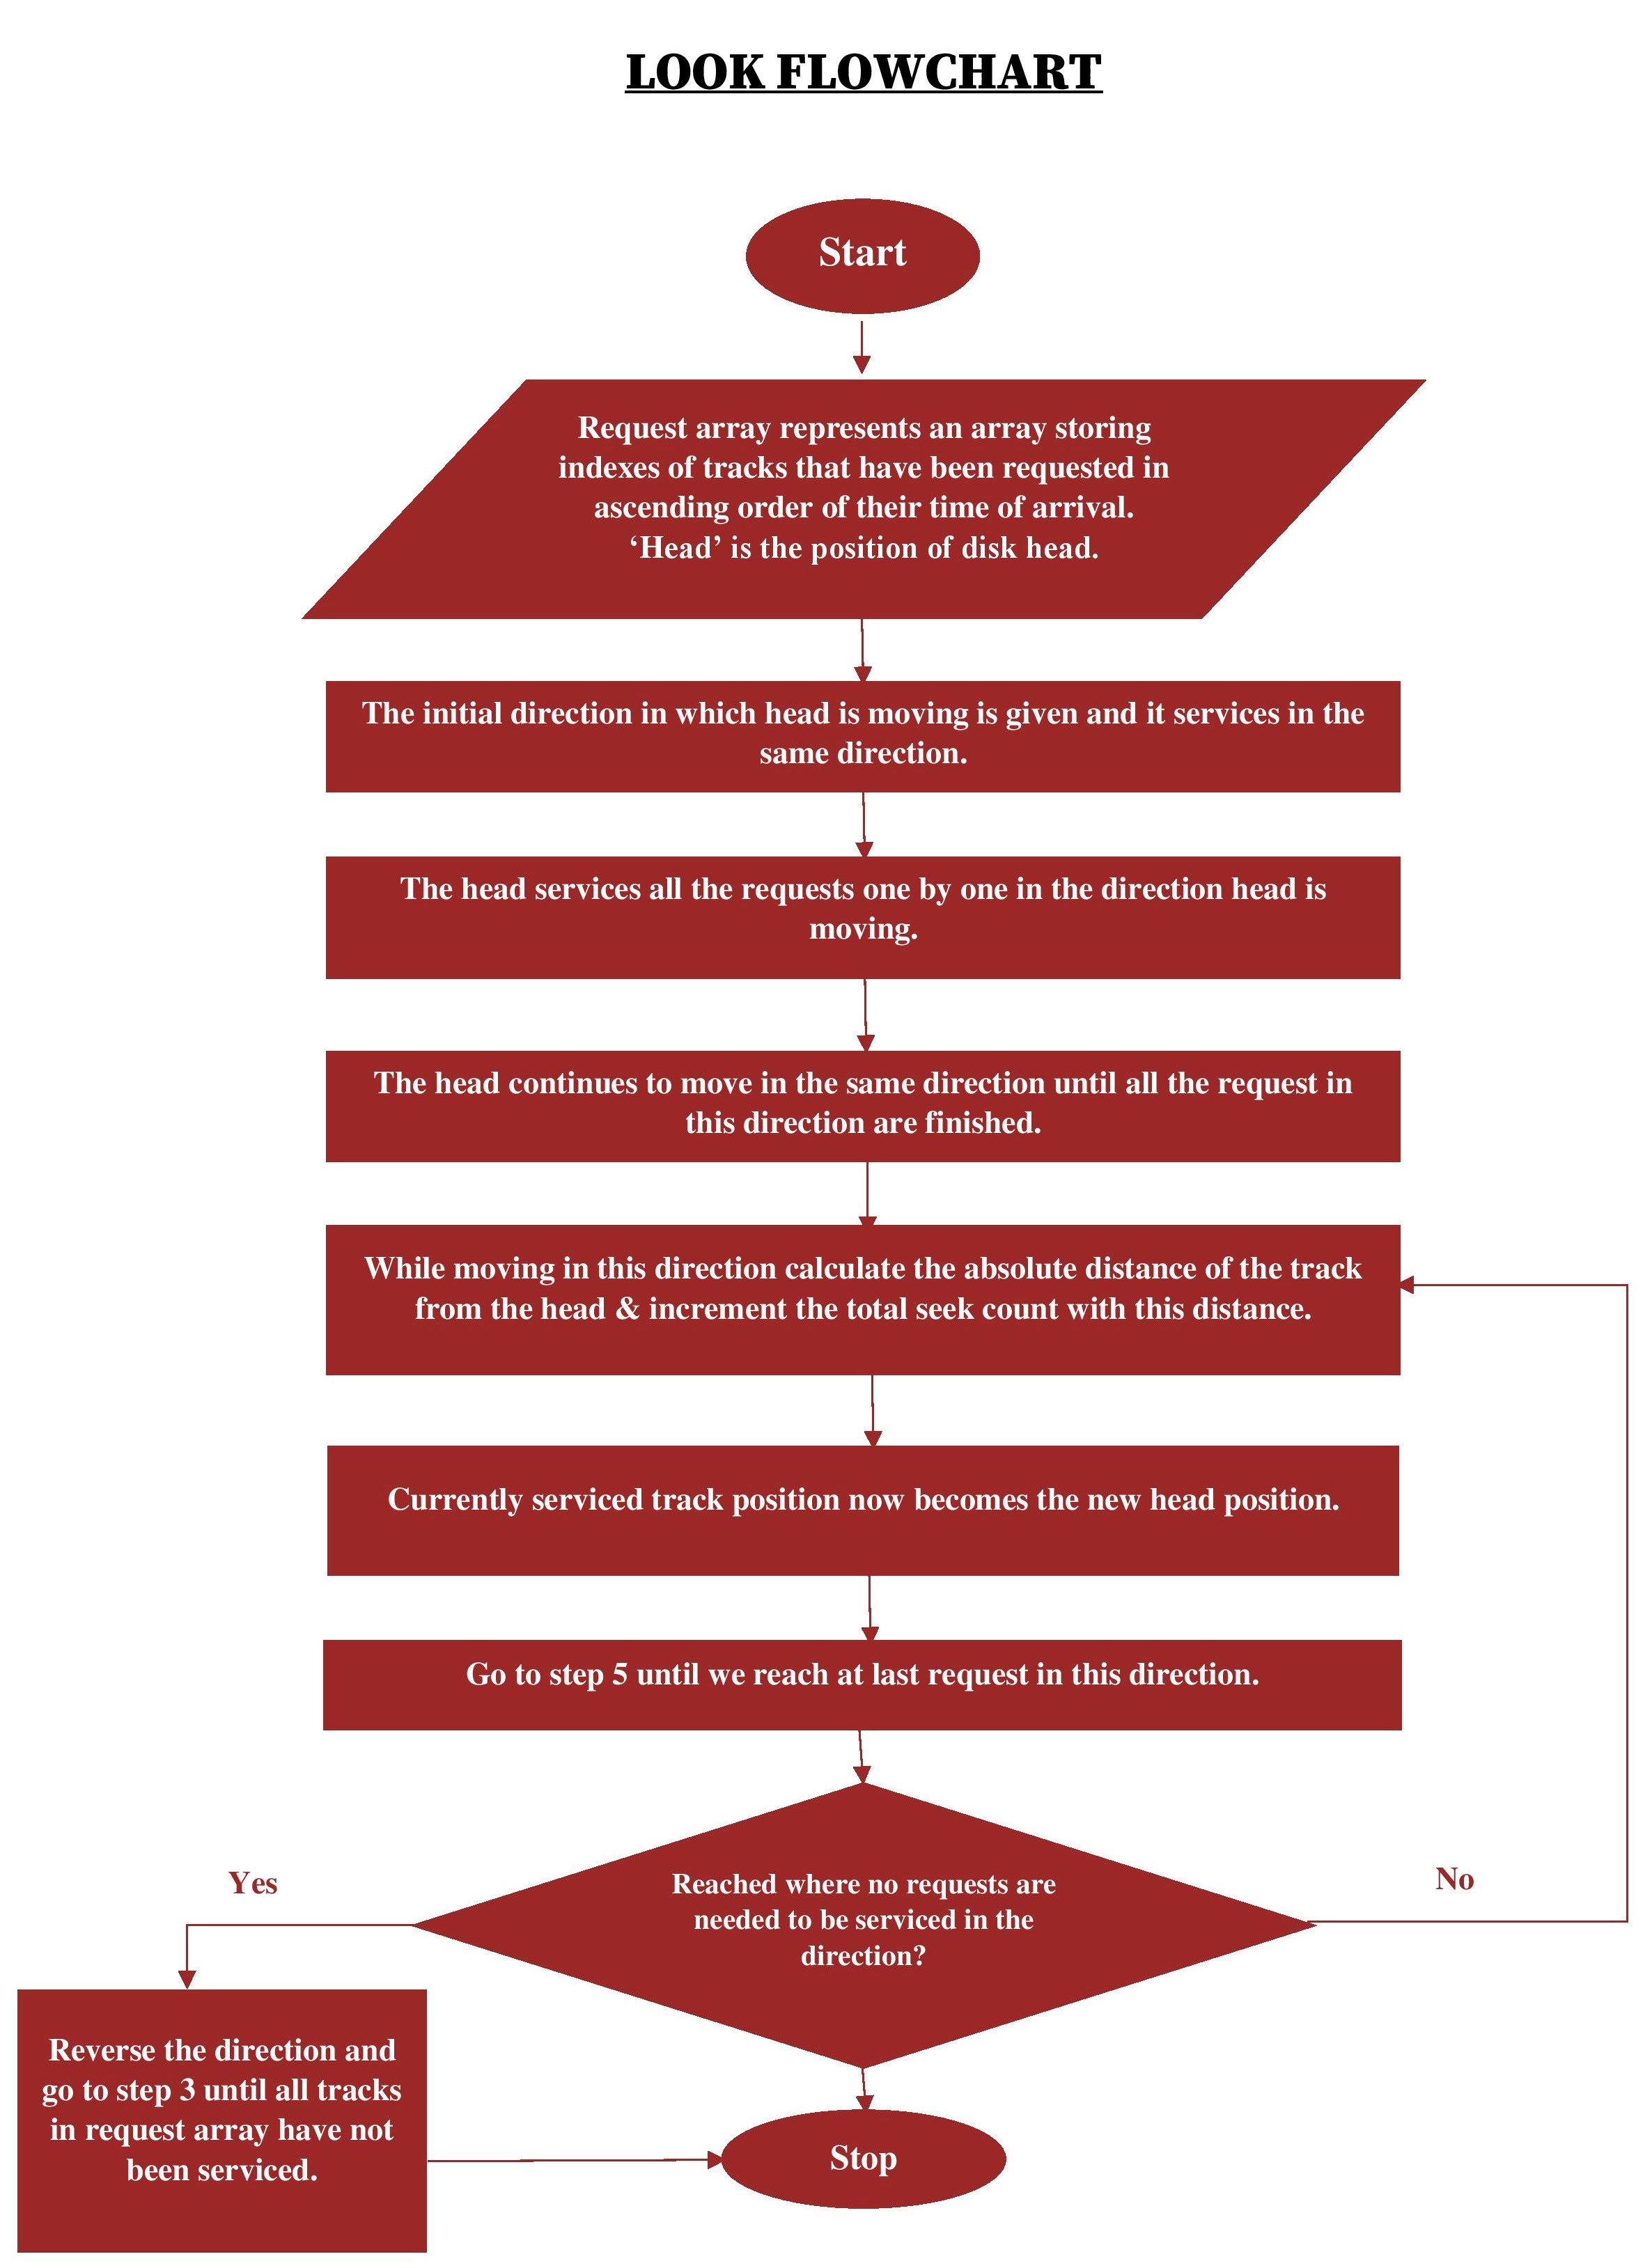 LOOK FLOWCHART
Start
Request array represents an array storing
indexes of tracks that have been requested in
ascending order of their time of arrival.
‘Head’ is the position of disk head.
The initial direction in which head is moving is given and it services in the
same direction.
The head services all the requests one by one in the direction head is
moving.
The head continues to move in the same direction until all the request in
this direction are finished.
While moving in this direction calculate the absolute distance of the track
from the head & increment the total seek count with this distance.
Currently serviced track position now becomes the new head position.
Go to step 5 until we reach at last request in this direction.
Reached where no requests are
needed to be serviced in the
direction?
Yes
No
Reverse the direction and
go to step 3 until all tracks
in request array have not
been serviced.
Stop